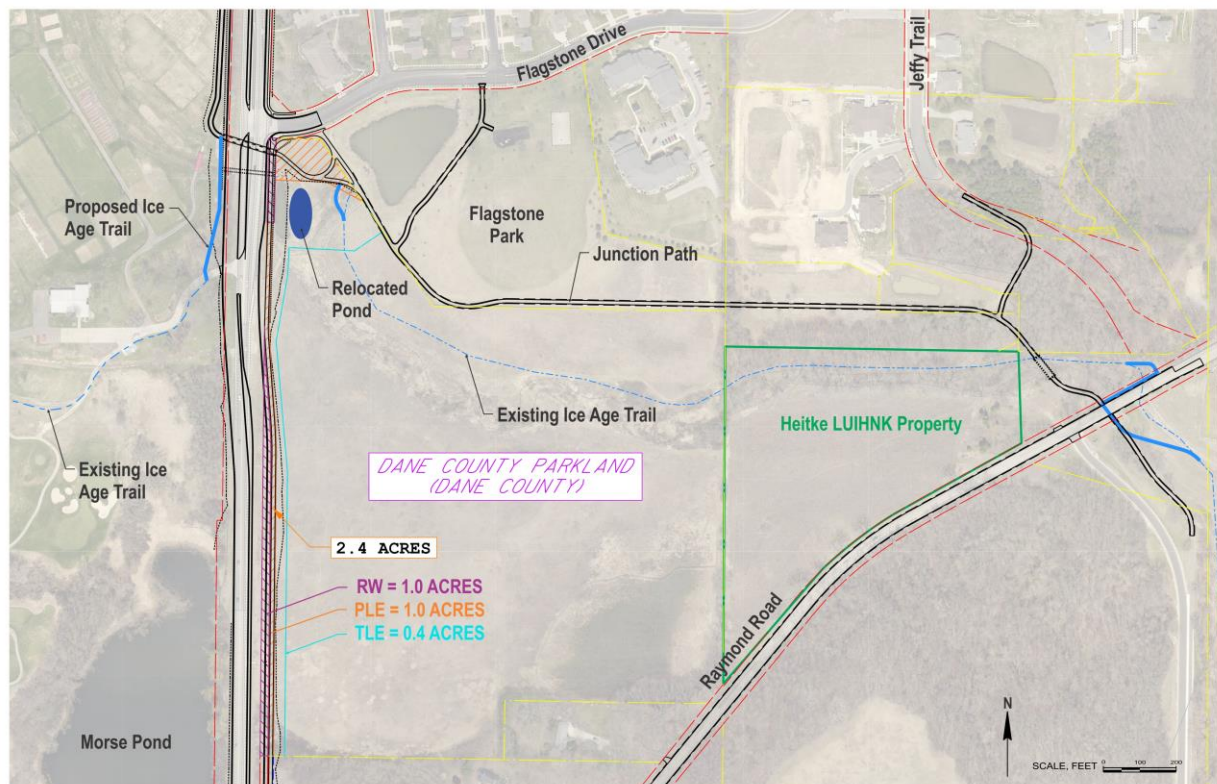 Flagstone Drive
Jeffy Trail
Proposed Ice
Age Trail
Flagstone
Park
Junction Path
Relocated
Pond
Existing Ice Age Trail
Heitke LUIHNK Property
Existing Ice
Age Trail
DANE COUNTY PARKLAND
(DANE COUNTY)
2.4 ACRES
RW = 1.0 ACRES
PLE = 1.0 ACRES
TLE = 0.4 ACRES
Raymond Road
Morse Pond
N
SCALE, FEET 0 100 200